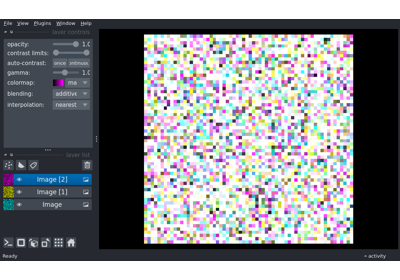 File View Plugins Window Help
layer controls
opacity: 1.0
contrast limits:
auto-contrast: once
gamma: 1.0
colormap: ma
blending: additive
interpolation: nearest
layer list
Image [2]
Image [1]
Image
Ready activity